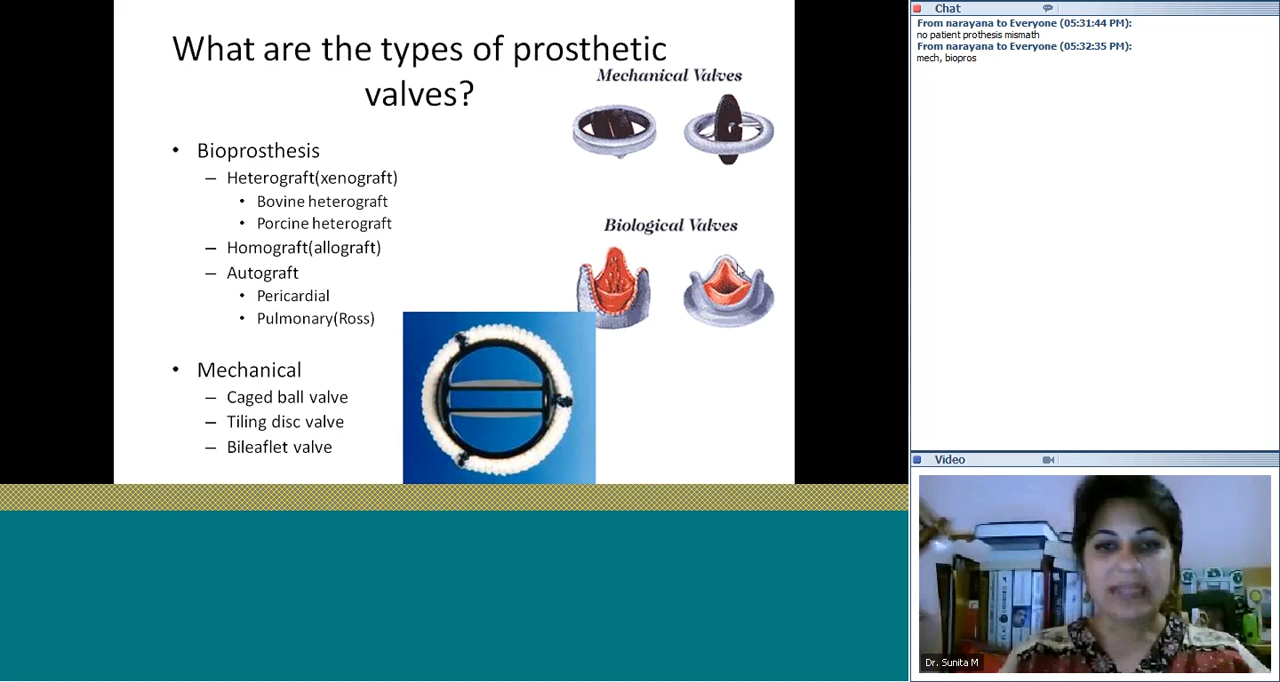 What are the types of prosthetic
valves?
Mechanical Valves
• Bioprosthesis
– Heterograft(xenograft)
• Bovine heterograft
• Porcine heterograft
– Homograft(allograft)
– Autograft
• Pericardial
• Pulmonary(Ross)
Biological Valves
• Mechanical
– Caged ball valve
– Tiling disc valve
– Bileaflet valve
Chat
From narayana to Everyone (05:31:44 PM):
no patient prothesis mismath
From narayana to Everyone (05:32:35 PM):
mech, biopros
Video
Dr. Sunita M